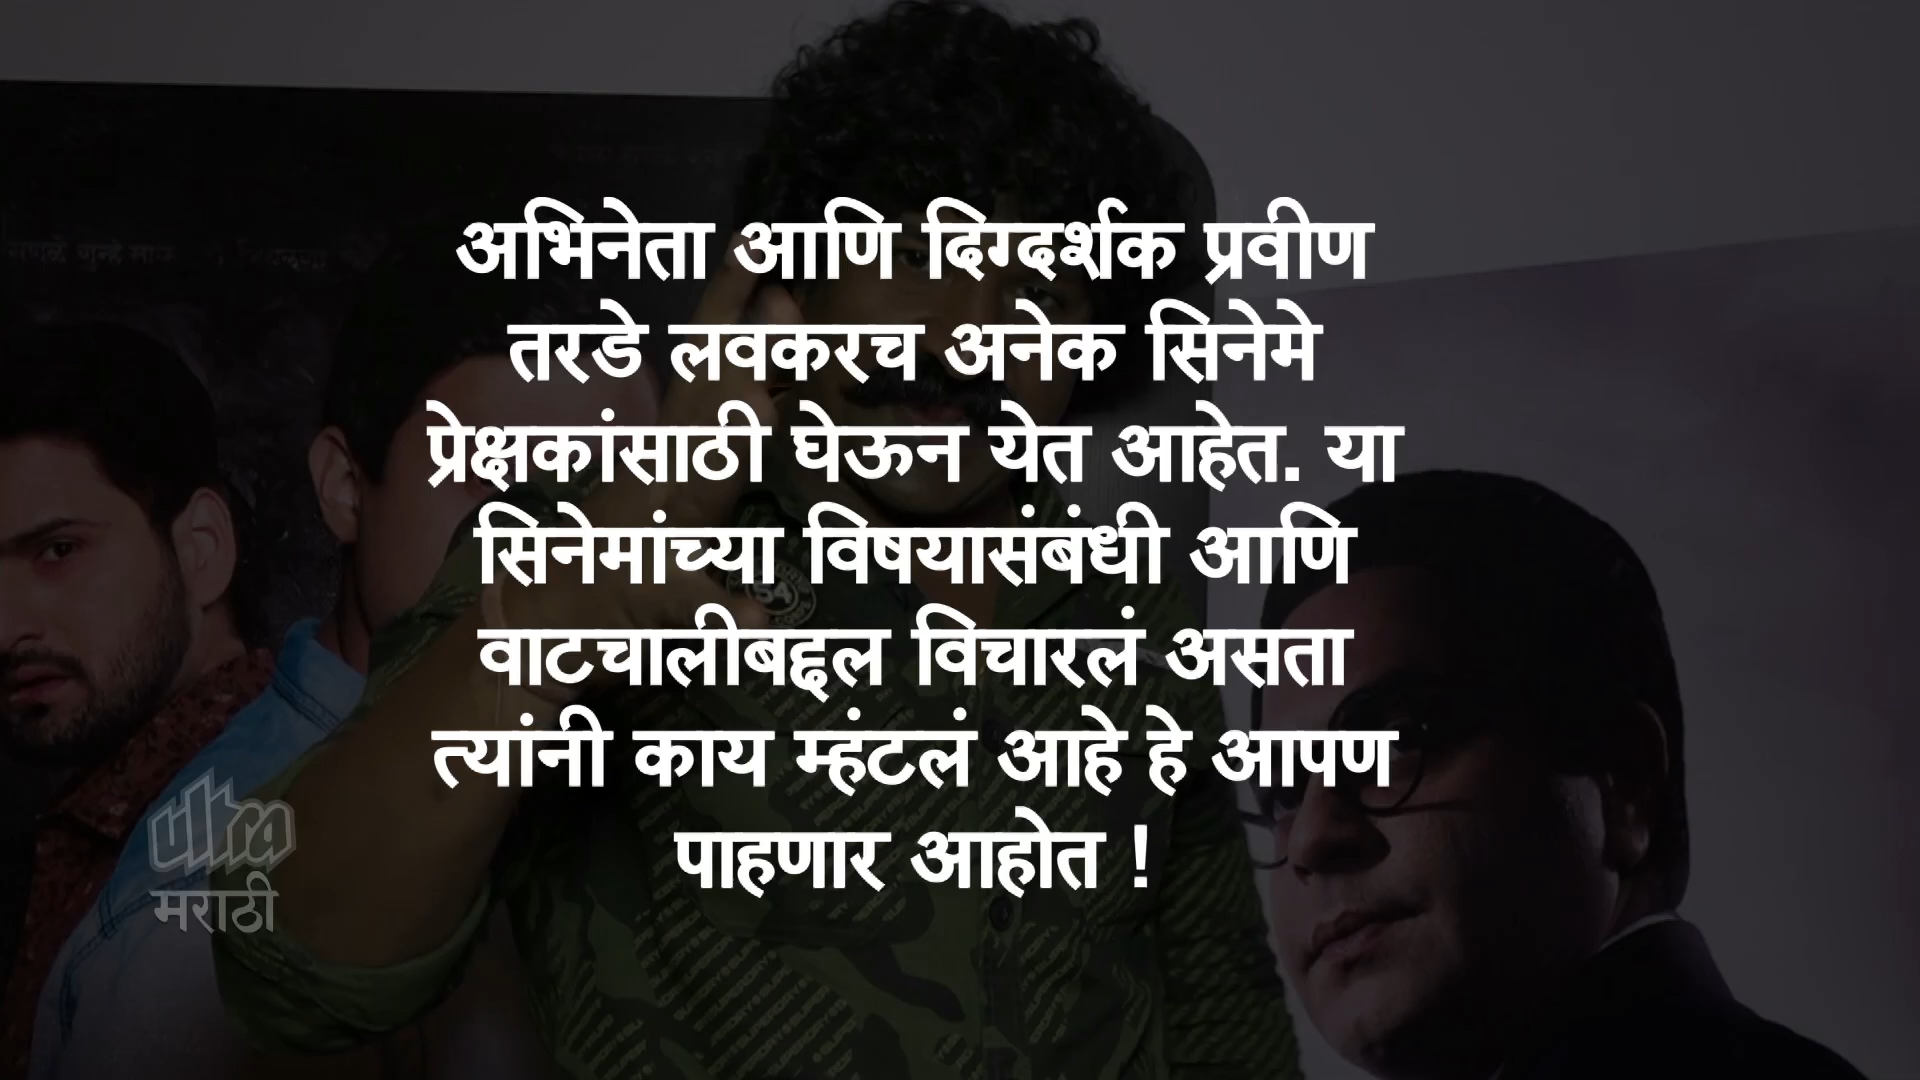 अभिनेता आणि दिग्दर्शक प्रवीण
तरडे लवकरच अनेक सिनेमे
प्रेक्षकांसाठी घेऊन येत आहेत. या
सिनेमांच्या विषयासंबंधी आणि
वाटचालीबद्दल विचारलं असता
त्यांनी काय म्हंटलं आहे हे आपण
पाहणार आहोत !
54
ultra
मराठी